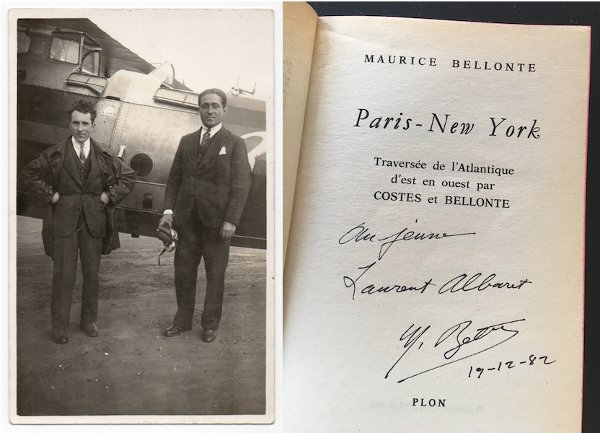 MAURICE BELLONTE
Paris-New York
Traversée de l'Atlantique
d'est en ouest par
COSTES et BELLONTE
au jeune
Laurent Albaret
19-12-82
PLON